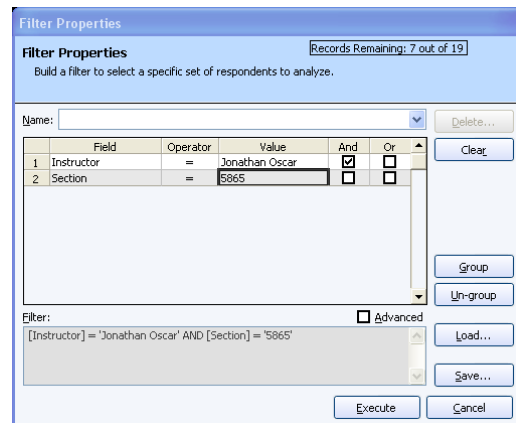 Filter Properties
Filter Properties
Records Remaining: 7 out of 19
Build a filter to select a specific set of respondents to analyze.
Name:
Delete...
Field Operator Value And Or
Clear
1 Instructor = Jonathan Oscar
2 Section = 5865
Group
Un-group
Filter:
Advanced
[Instructor] = 'Jonathan Oscar' AND [Section] = '5865'
Load...
Save...
Execute
Cancel